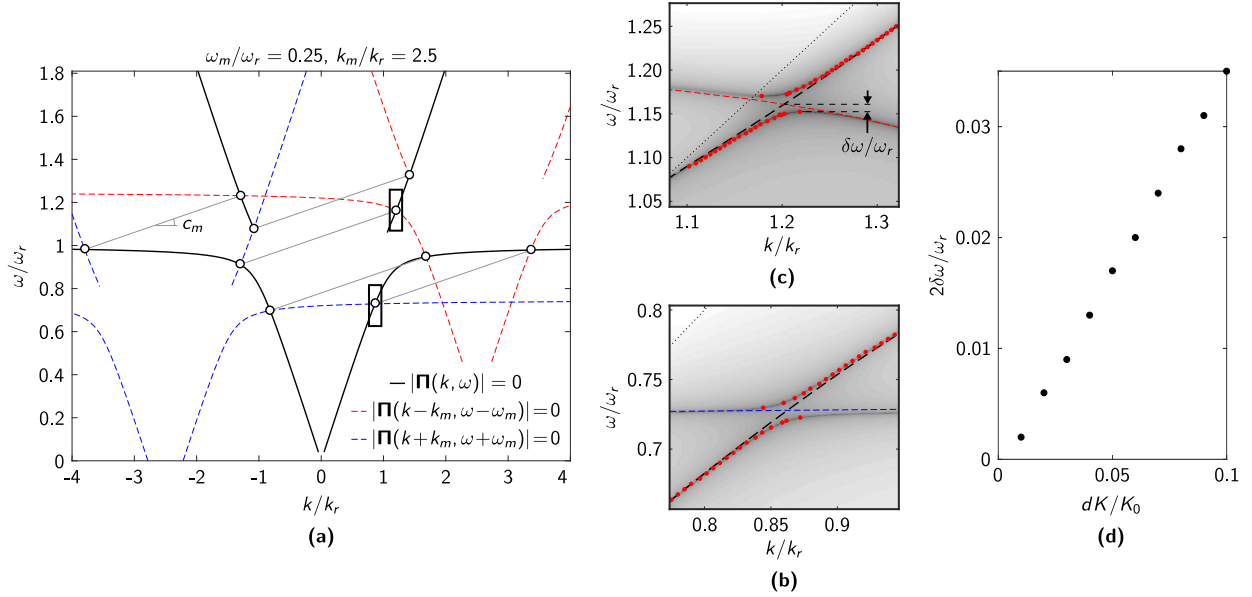 ω_m/ω_r = 0.25, k_m/k_r = 2.5
1.8
1.6
1.4
1.2
1
0.8
0.6
0.4
0.2
0
ω/ω_r
c_m
|Π(k, ω)| = 0
|Π(k−k_m, ω−ω_m)|=0
|Π(k+k_m, ω+ω_m)|=0
-4 -3 -2 -1 0 1 2 3 4
k/k_r
(a)
1.25
1.20
1.15
1.10
1.05
ω/ω_r
δω/ω_r
1.1 1.2 1.3
k/k_r
(c)
0.8
0.75
0.7
ω/ω_r
0.8 0.85 0.9
k/k_r
(b)
0.03
0.02
0.01
0
2δω/ω_r
0 0.05 0.1
dK/K_0
(d)